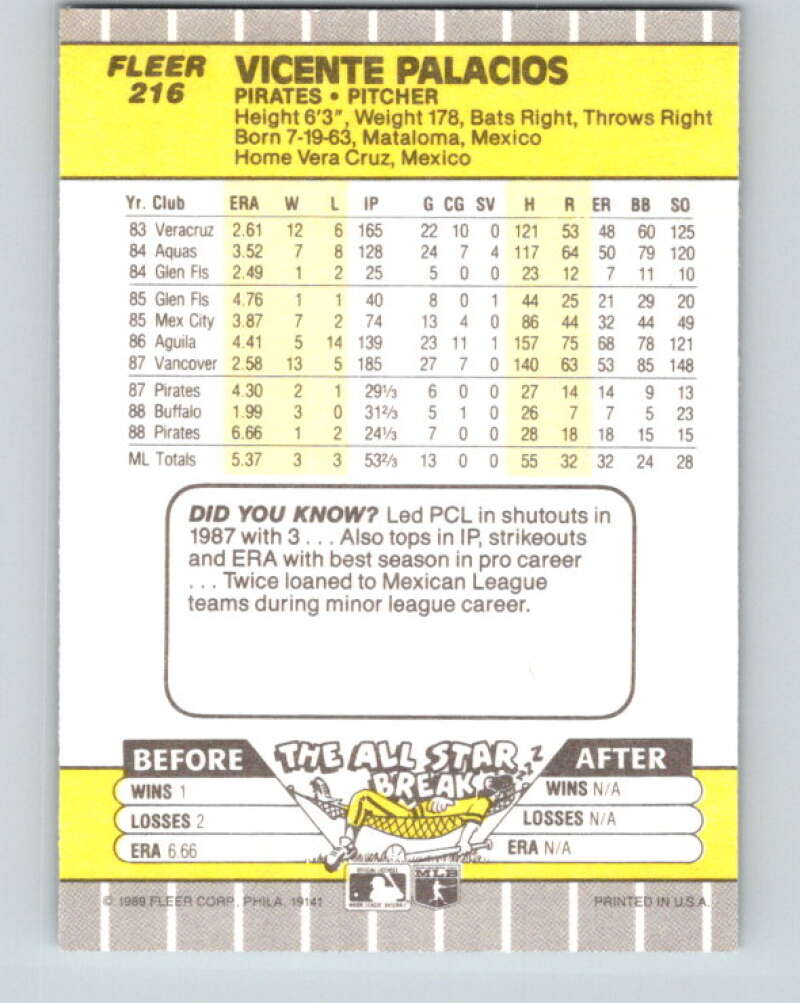 FLEER 216
VICENTE PALACIOS
PIRATES • PITCHER
Height 6'3", Weight 178, Bats Right, Throws Right
Born 7-19-63, Mataloma, Mexico
Home Vera Cruz, Mexico
Yr. Club ERA W L IP G CG SV H R ER BB SO
83 Veracruz 2.61 12 6 165 22 10 0 121 53 48 60 125
84 Aquas 3.52 7 8 128 24 7 4 117 64 50 79 120
84 Glen Fls 2.49 1 2 25 5 0 0 23 12 7 11 10
85 Glen Fls 4.76 1 1 40 8 0 1 44 25 21 29 20
85 Mex City 3.87 7 2 74 13 4 0 86 44 32 44 49
86 Aguila 4.41 5 14 139 23 11 1 157 75 68 78 121
87 Vancover 2.58 13 5 185 27 7 0 140 63 53 85 148
87 Pirates 4.30 2 1 29⅓ 6 0 0 27 14 14 9 13
88 Buffalo 1.99 3 0 31⅔ 5 1 0 26 7 7 5 23
88 Pirates 6.66 1 2 24⅓ 7 0 0 28 18 18 15 15
ML Totals 5.37 3 3 53⅔ 13 0 0 55 32 32 24 28
DID YOU KNOW? Led PCL in shutouts in
1987 with 3 . . . Also tops in IP, strikeouts
and ERA with best season in pro career
. . . Twice loaned to Mexican League
teams during minor league career.
BEFORE THE ALL STAR BREAK AFTER
ZZZ
WINS 1 WINS N/A
LOSSES 2 LOSSES N/A
ERA 6.66 ERA N/A
MLB
© 1989 FLEER CORP., PHILA. 19141 PRINTED IN U.S.A.